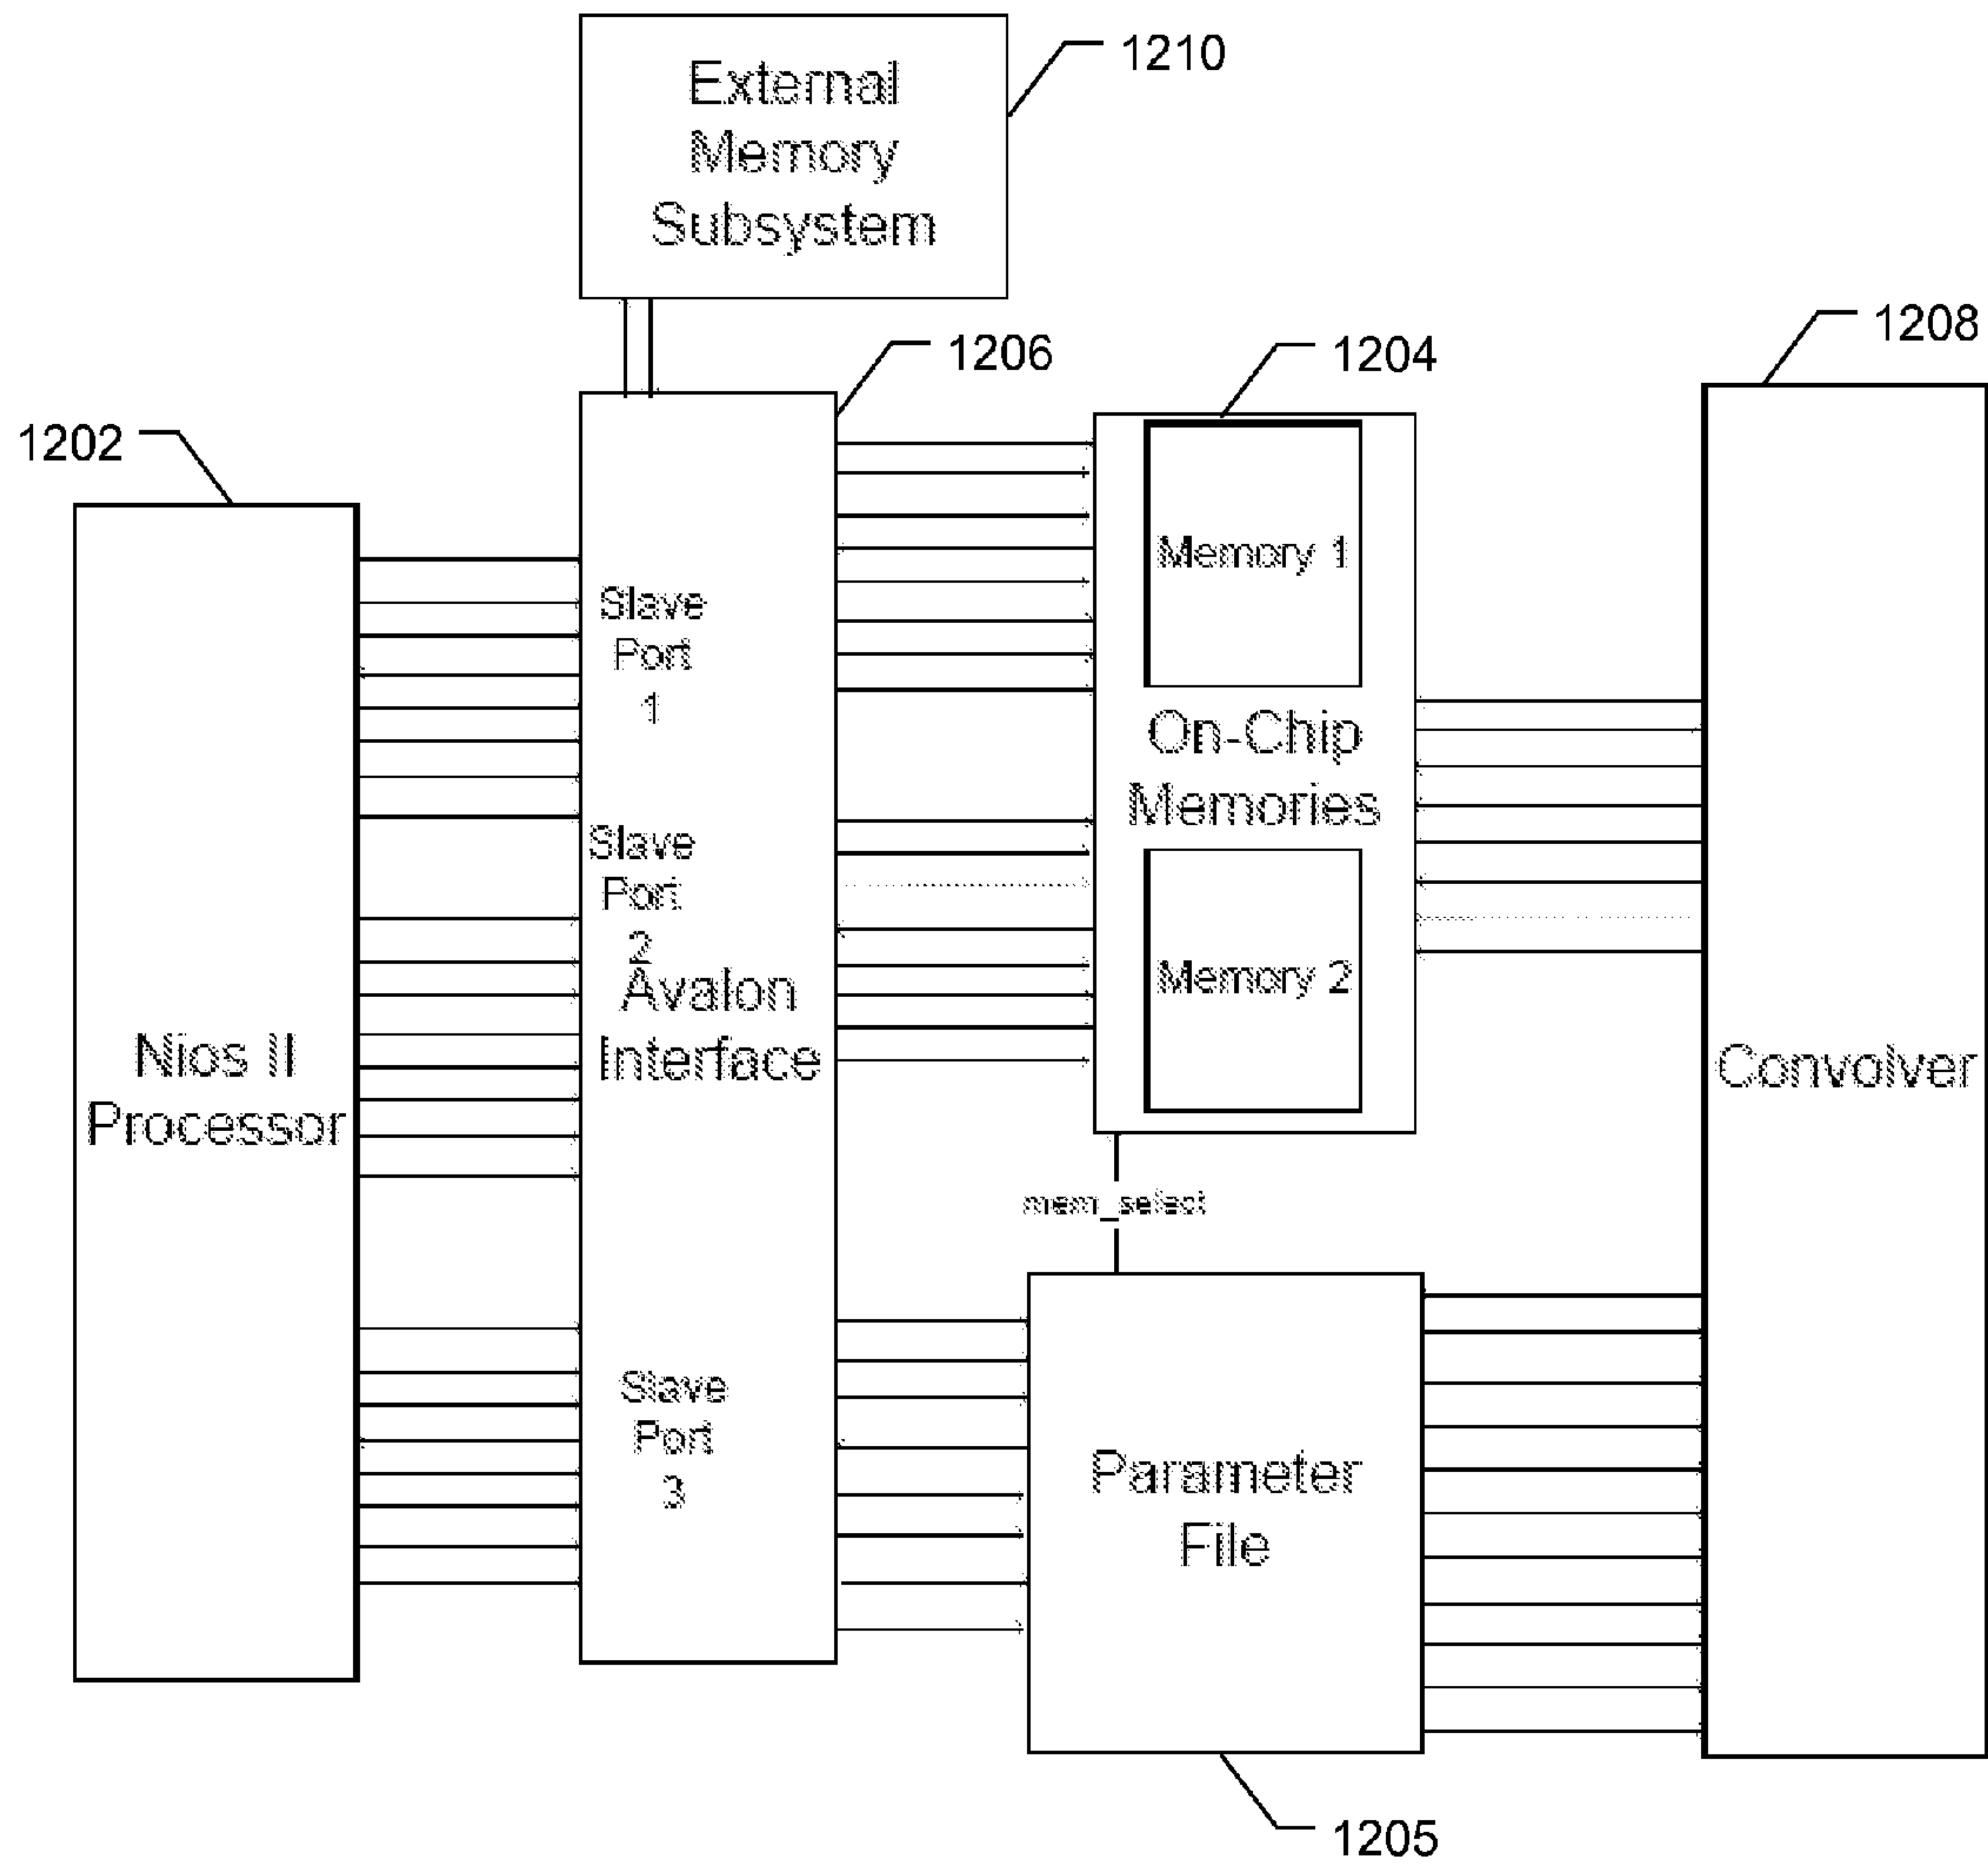 External
Memory
Subsystem
1210
1206
1204
1208
1202
Memory 1
Slave
Port
1
On-Chip
Memories
Slave
Port
2
Avalon
Interface
Memory 2
Nios II
Processor
Convolver
mem_select
Slave
Port
3
Parameter
File
1205